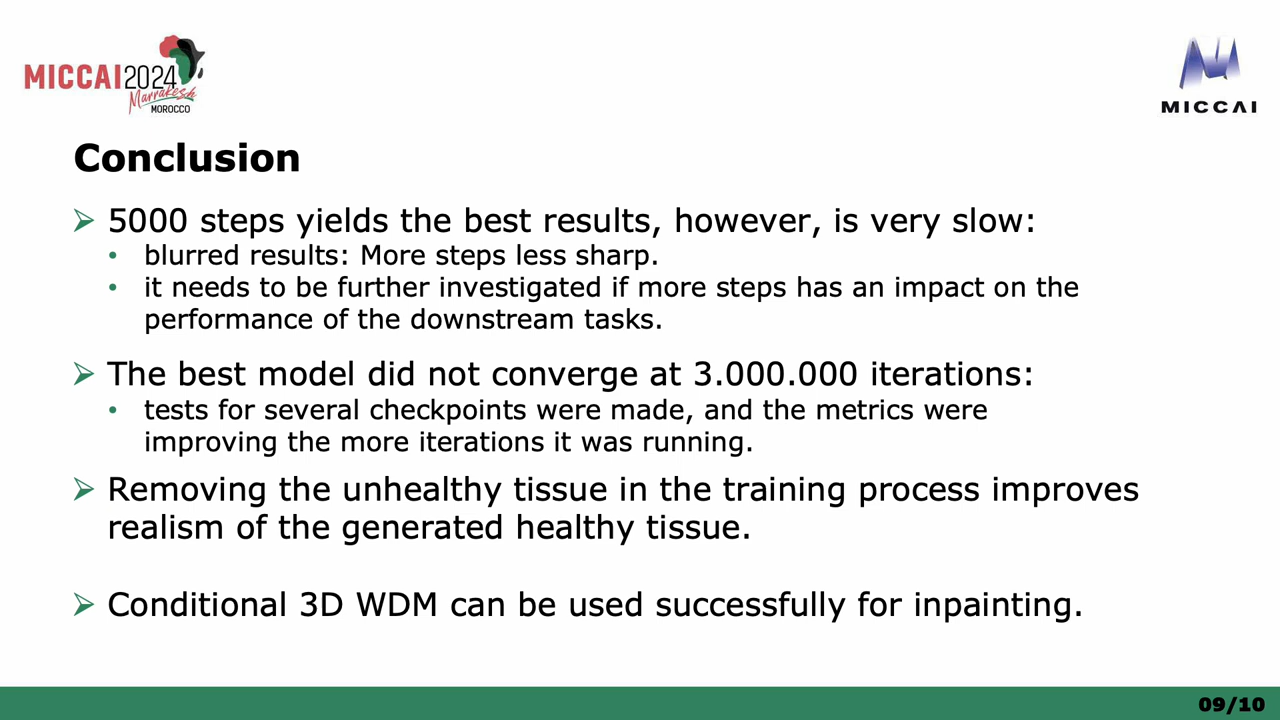 MICCAI2024
Marrakesh
MOROCCO
MICCAI
Conclusion
5000 steps yields the best results, however, is very slow:
blurred results: More steps less sharp.
it needs to be further investigated if more steps has an impact on the
performance of the downstream tasks.
The best model did not converge at 3.000.000 iterations:
tests for several checkpoints were made, and the metrics were
improving the more iterations it was running.
Removing the unhealthy tissue in the training process improves
realism of the generated healthy tissue.
Conditional 3D WDM can be used successfully for inpainting.
09/10